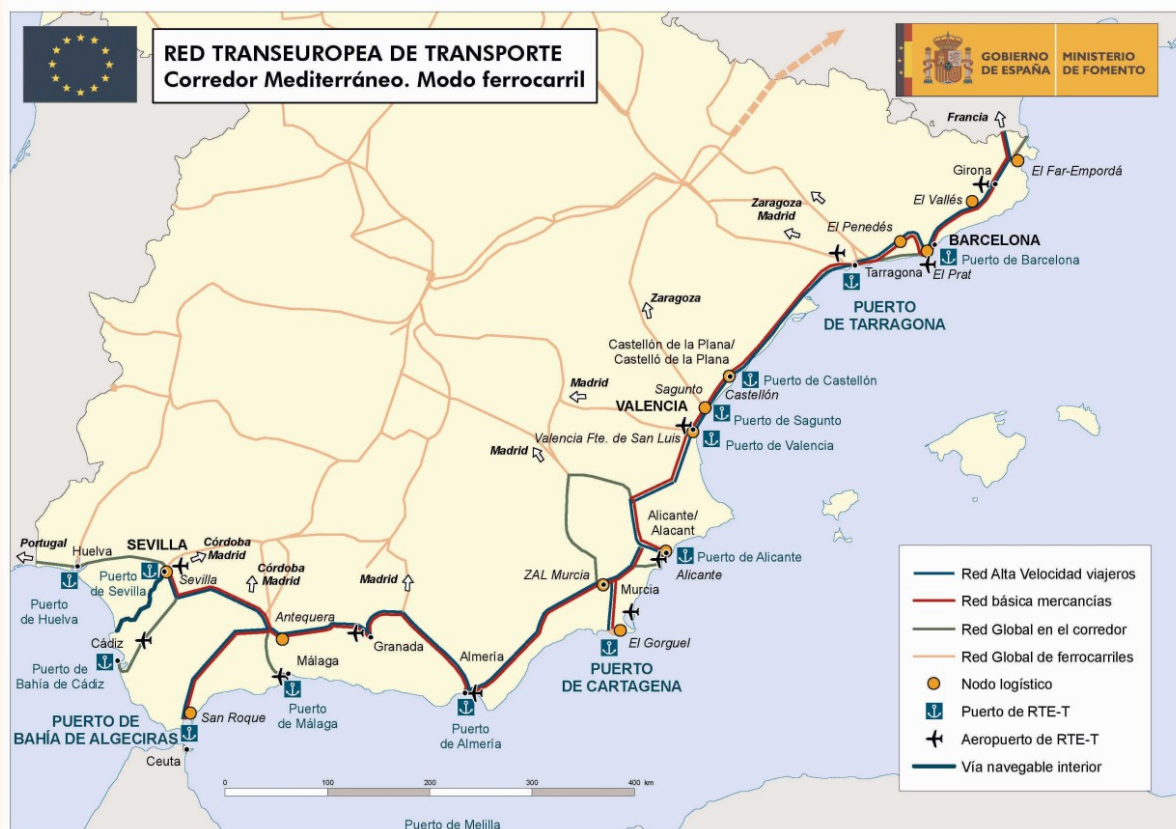 RED TRANSEUROPEA DE TRANSPORTE
Corredor Mediterráneo. Modo ferrocarril
GOBIERNO
DE ESPAÑA
MINISTERIO
DE FOMENTO
Francia
Girona
El Far-Empordá
El Vallés
Zaragoza
Madrid
El Penedés
BARCELONA
Puerto de Barcelona
El Prat
Tarragona
PUERTO
DE TARRAGONA
Zaragoza
Castellón de la Plana/
Castelló de la Plana
Puerto de Castellón
Castellón
Sagunto
Madrid
VALENCIA
Puerto de Sagunto
Valencia Fte. de San Luis
Puerto de Valencia
Madrid
Alicante/
Alacant
Puerto de Alicante
Alicante
ZAL Murcia
Murcia
El Gorguel
PUERTO
DE CARTAGENA
Portugal
Huelva
SEVILLA
Córdoba
Madrid
Puerto
de Sevilla
Sevilla
Puerto
de Huelva
Córdoba
Madrid
Madrid
Antequera
Granada
Almería
Cádiz
Puerto de
Bahía de Cádiz
Málaga
Puerto
de Málaga
Puerto
de Almería
San Roque
PUERTO DE
BAHÍA DE ALGECIRAS
Ceuta
0 100 200 300 400 km
Puerto de Melilla
Red Alta Velocidad viajeros
Red básica mercancías
Red Global en el corredor
Red Global de ferrocarriles
Nodo logístico
Puerto de RTE-T
Aeropuerto de RTE-T
Vía navegable interior